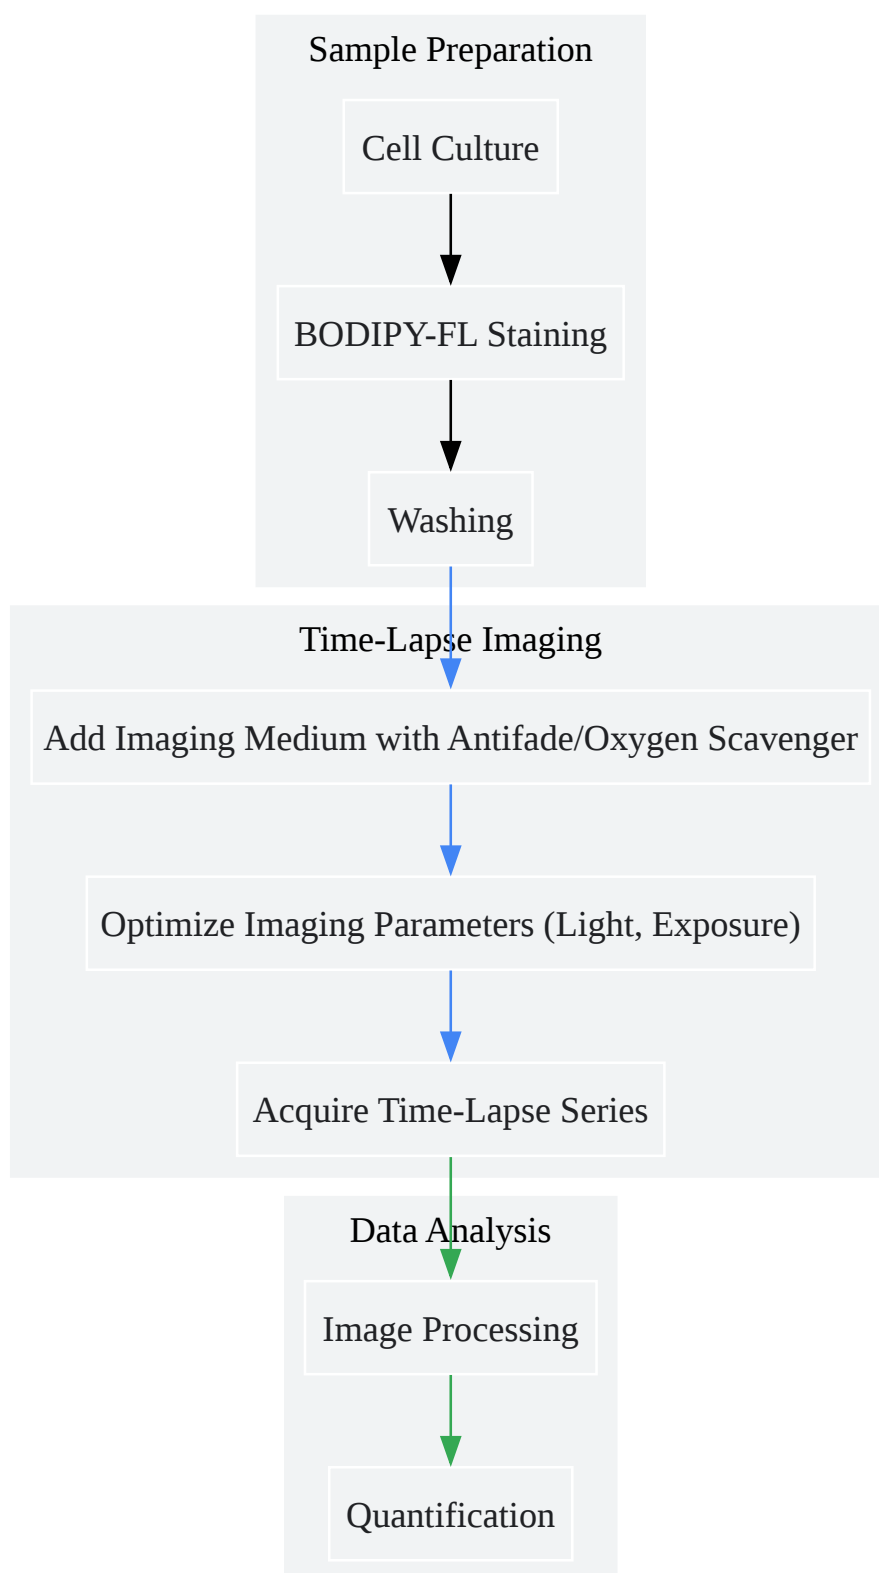 Sample Preparation
Cell Culture
BODIPY-FL Staining
Washing
Time-Lapse Imaging
Add Imaging Medium with Antifade/Oxygen Scavenger
Optimize Imaging Parameters (Light, Exposure)
Acquire Time-Lapse Series
Data Analysis
Image Processing
Quantification